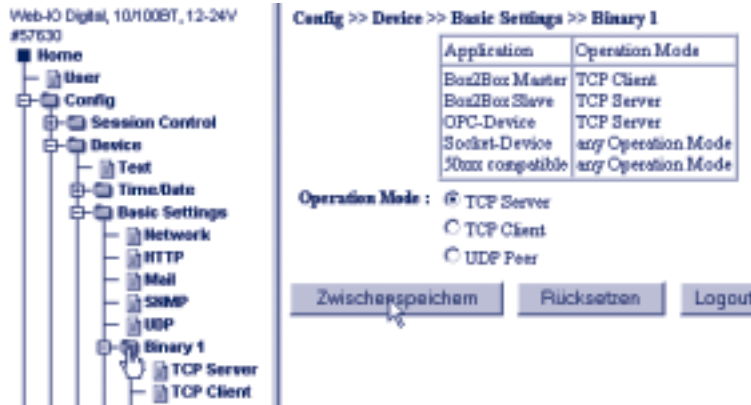 Web-IO Digital, 10/100BT, 12-24V
#57630
Home
User
Config
Session Control
Device
Text
Time/Date
Basic Settings
Network
HTTP
Mail
SNMP
UDP
Binary 1
TCP Server
TCP Client
Config >> Device >> Basic Settings >> Binary 1
Application Operation Mode
Box2Box Master TCP Client
Box2Box Slave TCP Server
OPC-Device TCP Server
Socket-Device any Operation Mode
50xxx compatible any Operation Mode
Operation Mode : TCP Server
TCP Client
UDP Peer
Zwischenspeichern Rücksetzen Logout